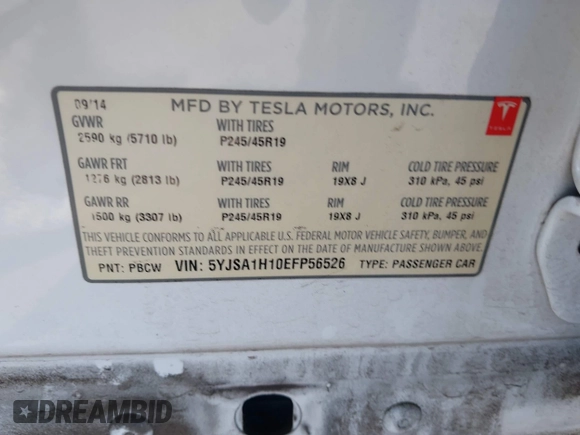 09/14 MFD BY TESLA MOTORS, INC.
GVWR WITH TIRES
2590 kg (5710 lb) P245/45R19
GAWR FRT WITH TIRES RIM COLD TIRE PRESSURE
1276 kg (2813 lb) P245/45R19 19X8 J 310 kPa, 45 psi
GAWR RR WITH TIRES RIM COLD TIRE PRESSURE
1500 kg (3307 lb) P245/45R19 19X8 J 310 kPa, 45 psi
THIS VEHICLE CONFORMS TO ALL APPLICABLE U.S. FEDERAL MOTOR VEHICLE SAFETY, BUMPER, AND
THEFT PREVENTION STANDARDS IN EFFECT ON THE DATE OF MANUFACTURE SHOWN ABOVE.
PNT: PBCW VIN: 5YJSA1H10EFP56526 TYPE: PASSENGER CAR
TESLA
DREAMBID